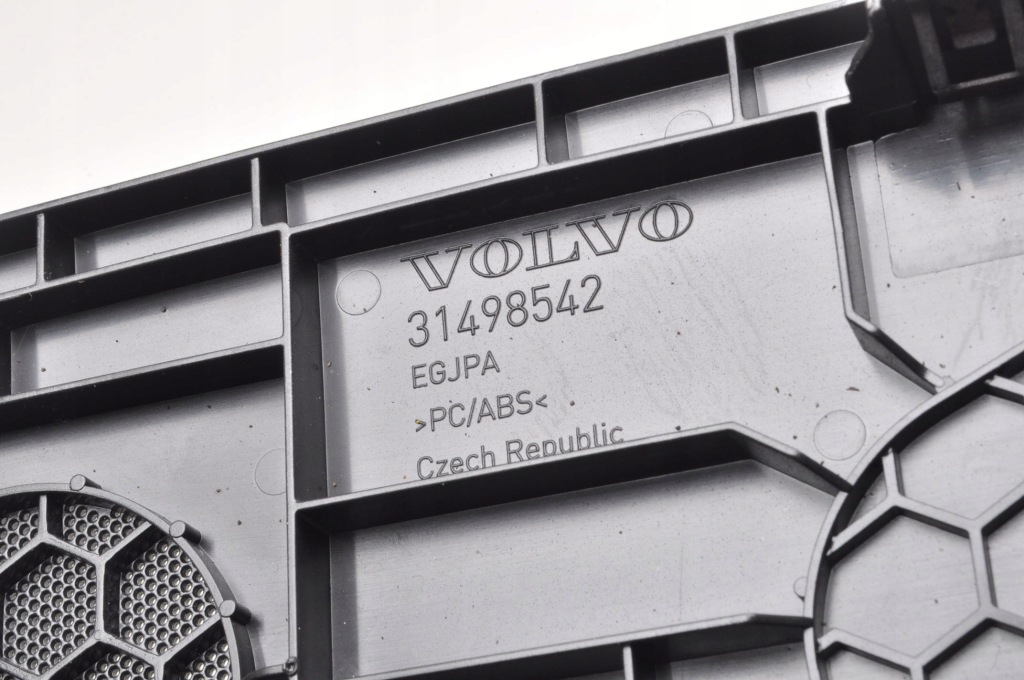 VOLVO
31498542
EGJPA
>PC/ABS<
Czech Republic